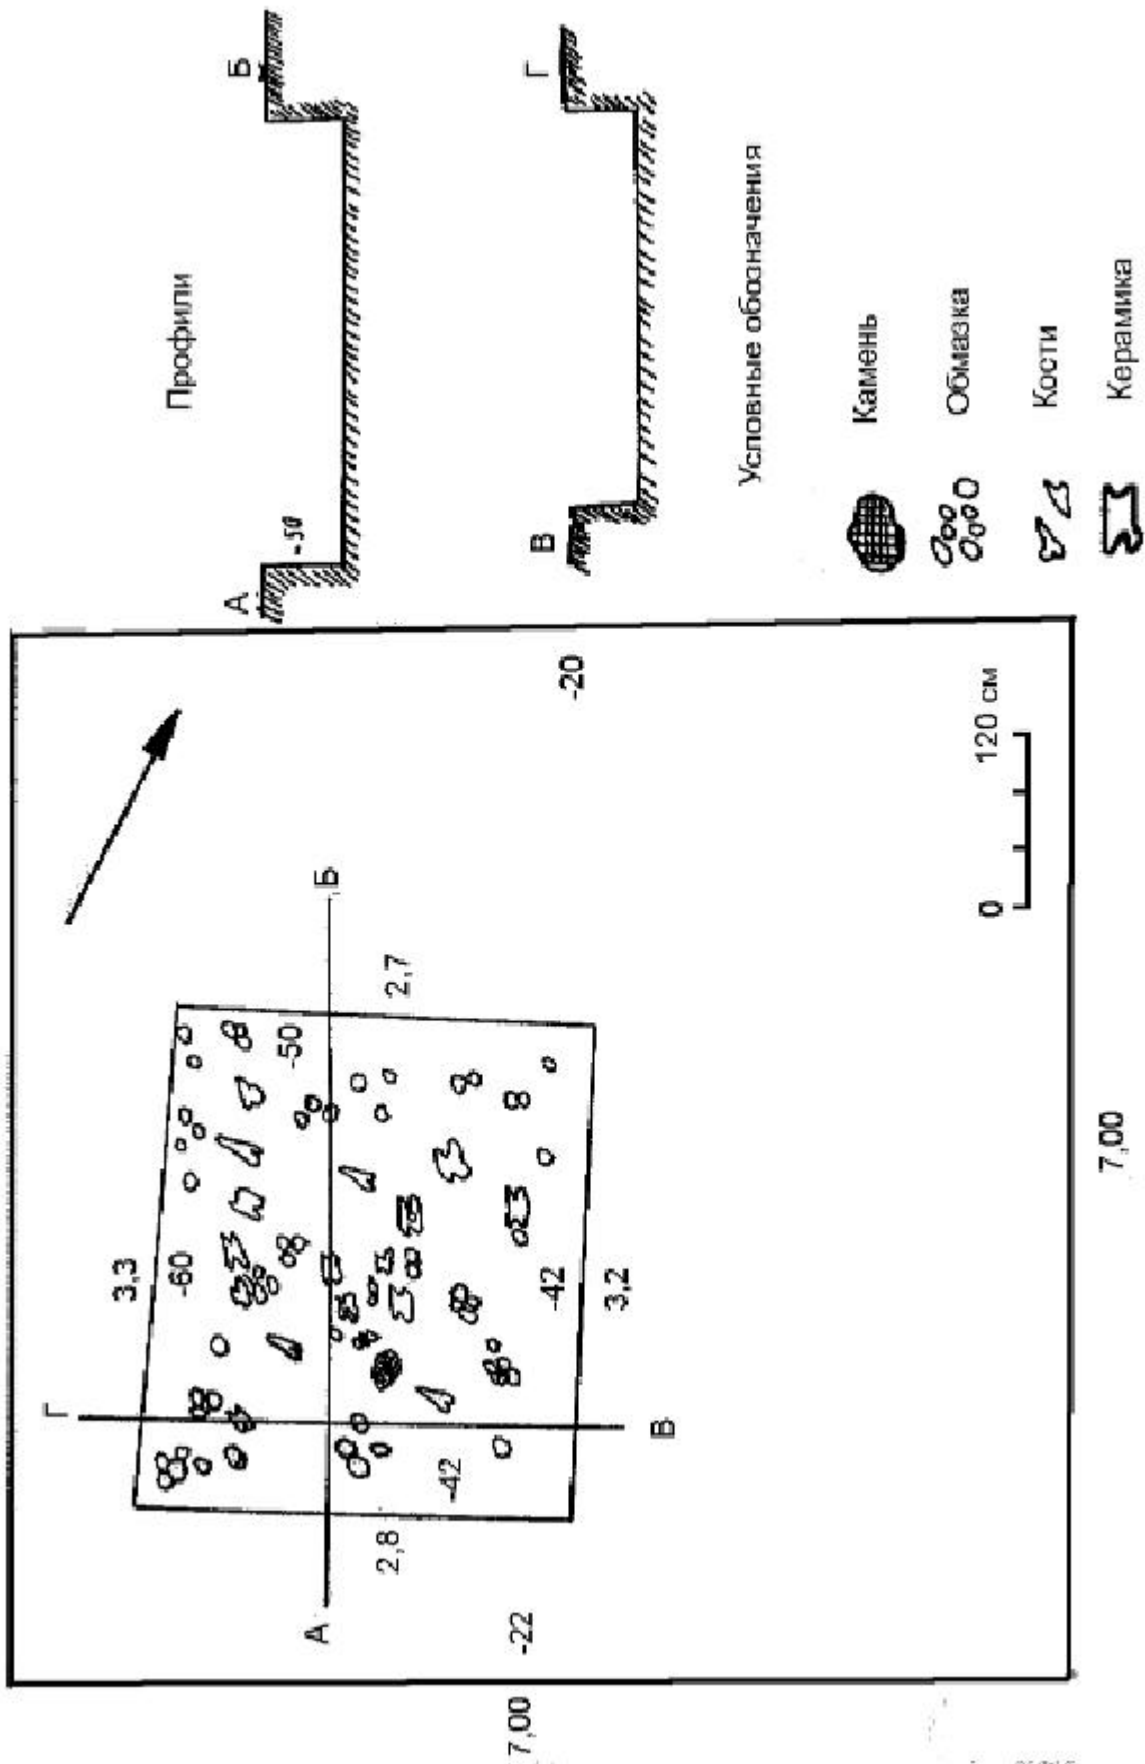 7,00
-22
А
2,8
-42
Г
В
3,3
-60
-42
3,2
-50
2,7
Б
7,00
0
120 см
-20
Профили
А
-50
Б
В
Г
Условные обозначения
Камень
Обмазка
Кости
Керамика